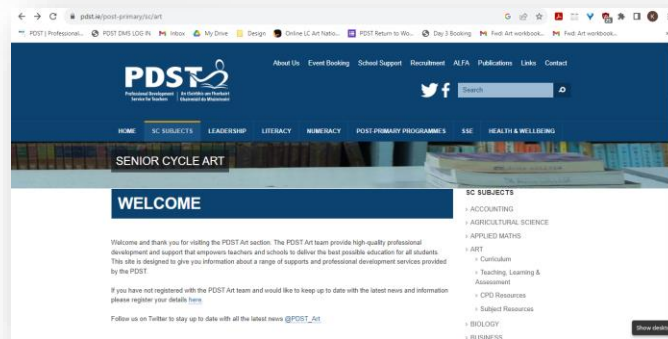 pdst.ie/post-primary/sc/art
PDST | Professional...
PDST DMS LOG IN
Inbox
My Drive
Design
Online LC Art Natio...
PDST Return to Wo...
Day 3 Booking
Fwd: Art workbook...
Fwd: Art workbook...
About Us Event Booking School Support Recruitment ALFA Publications Links Contact
PDST
Professional Development Service for Teachers
An tSeirbhís um Fhorbairt Ghairmiúil do Mhúinteoirí
Search
HOME SC SUBJECTS LEADERSHIP LITERACY NUMERACY POST-PRIMARY PROGRAMMES SSE HEALTH & WELLBEING
SENIOR CYCLE ART
WELCOME
Welcome and thank you for visiting the PDST Art section. The PDST Art team provide high-quality professional
development and support that empowers teachers and schools to deliver the best possible education for all students.
This site is designed to give you information about a range of supports and professional development services provided
by the PDST.
If you have not registered with the PDST Art team and would like to keep up to date with the latest news and information
please register your details here.
Follow us on Twitter to stay up to date with all the latest news @PDST_Art
SC SUBJECTS
› ACCOUNTING
› AGRICULTURAL SCIENCE
› APPLIED MATHS
› ART
› Curriculum
› Teaching, Learning &
Assessment
› CPD Resources
› Subject Resources
› BIOLOGY
› BUSINESS
Show desktop